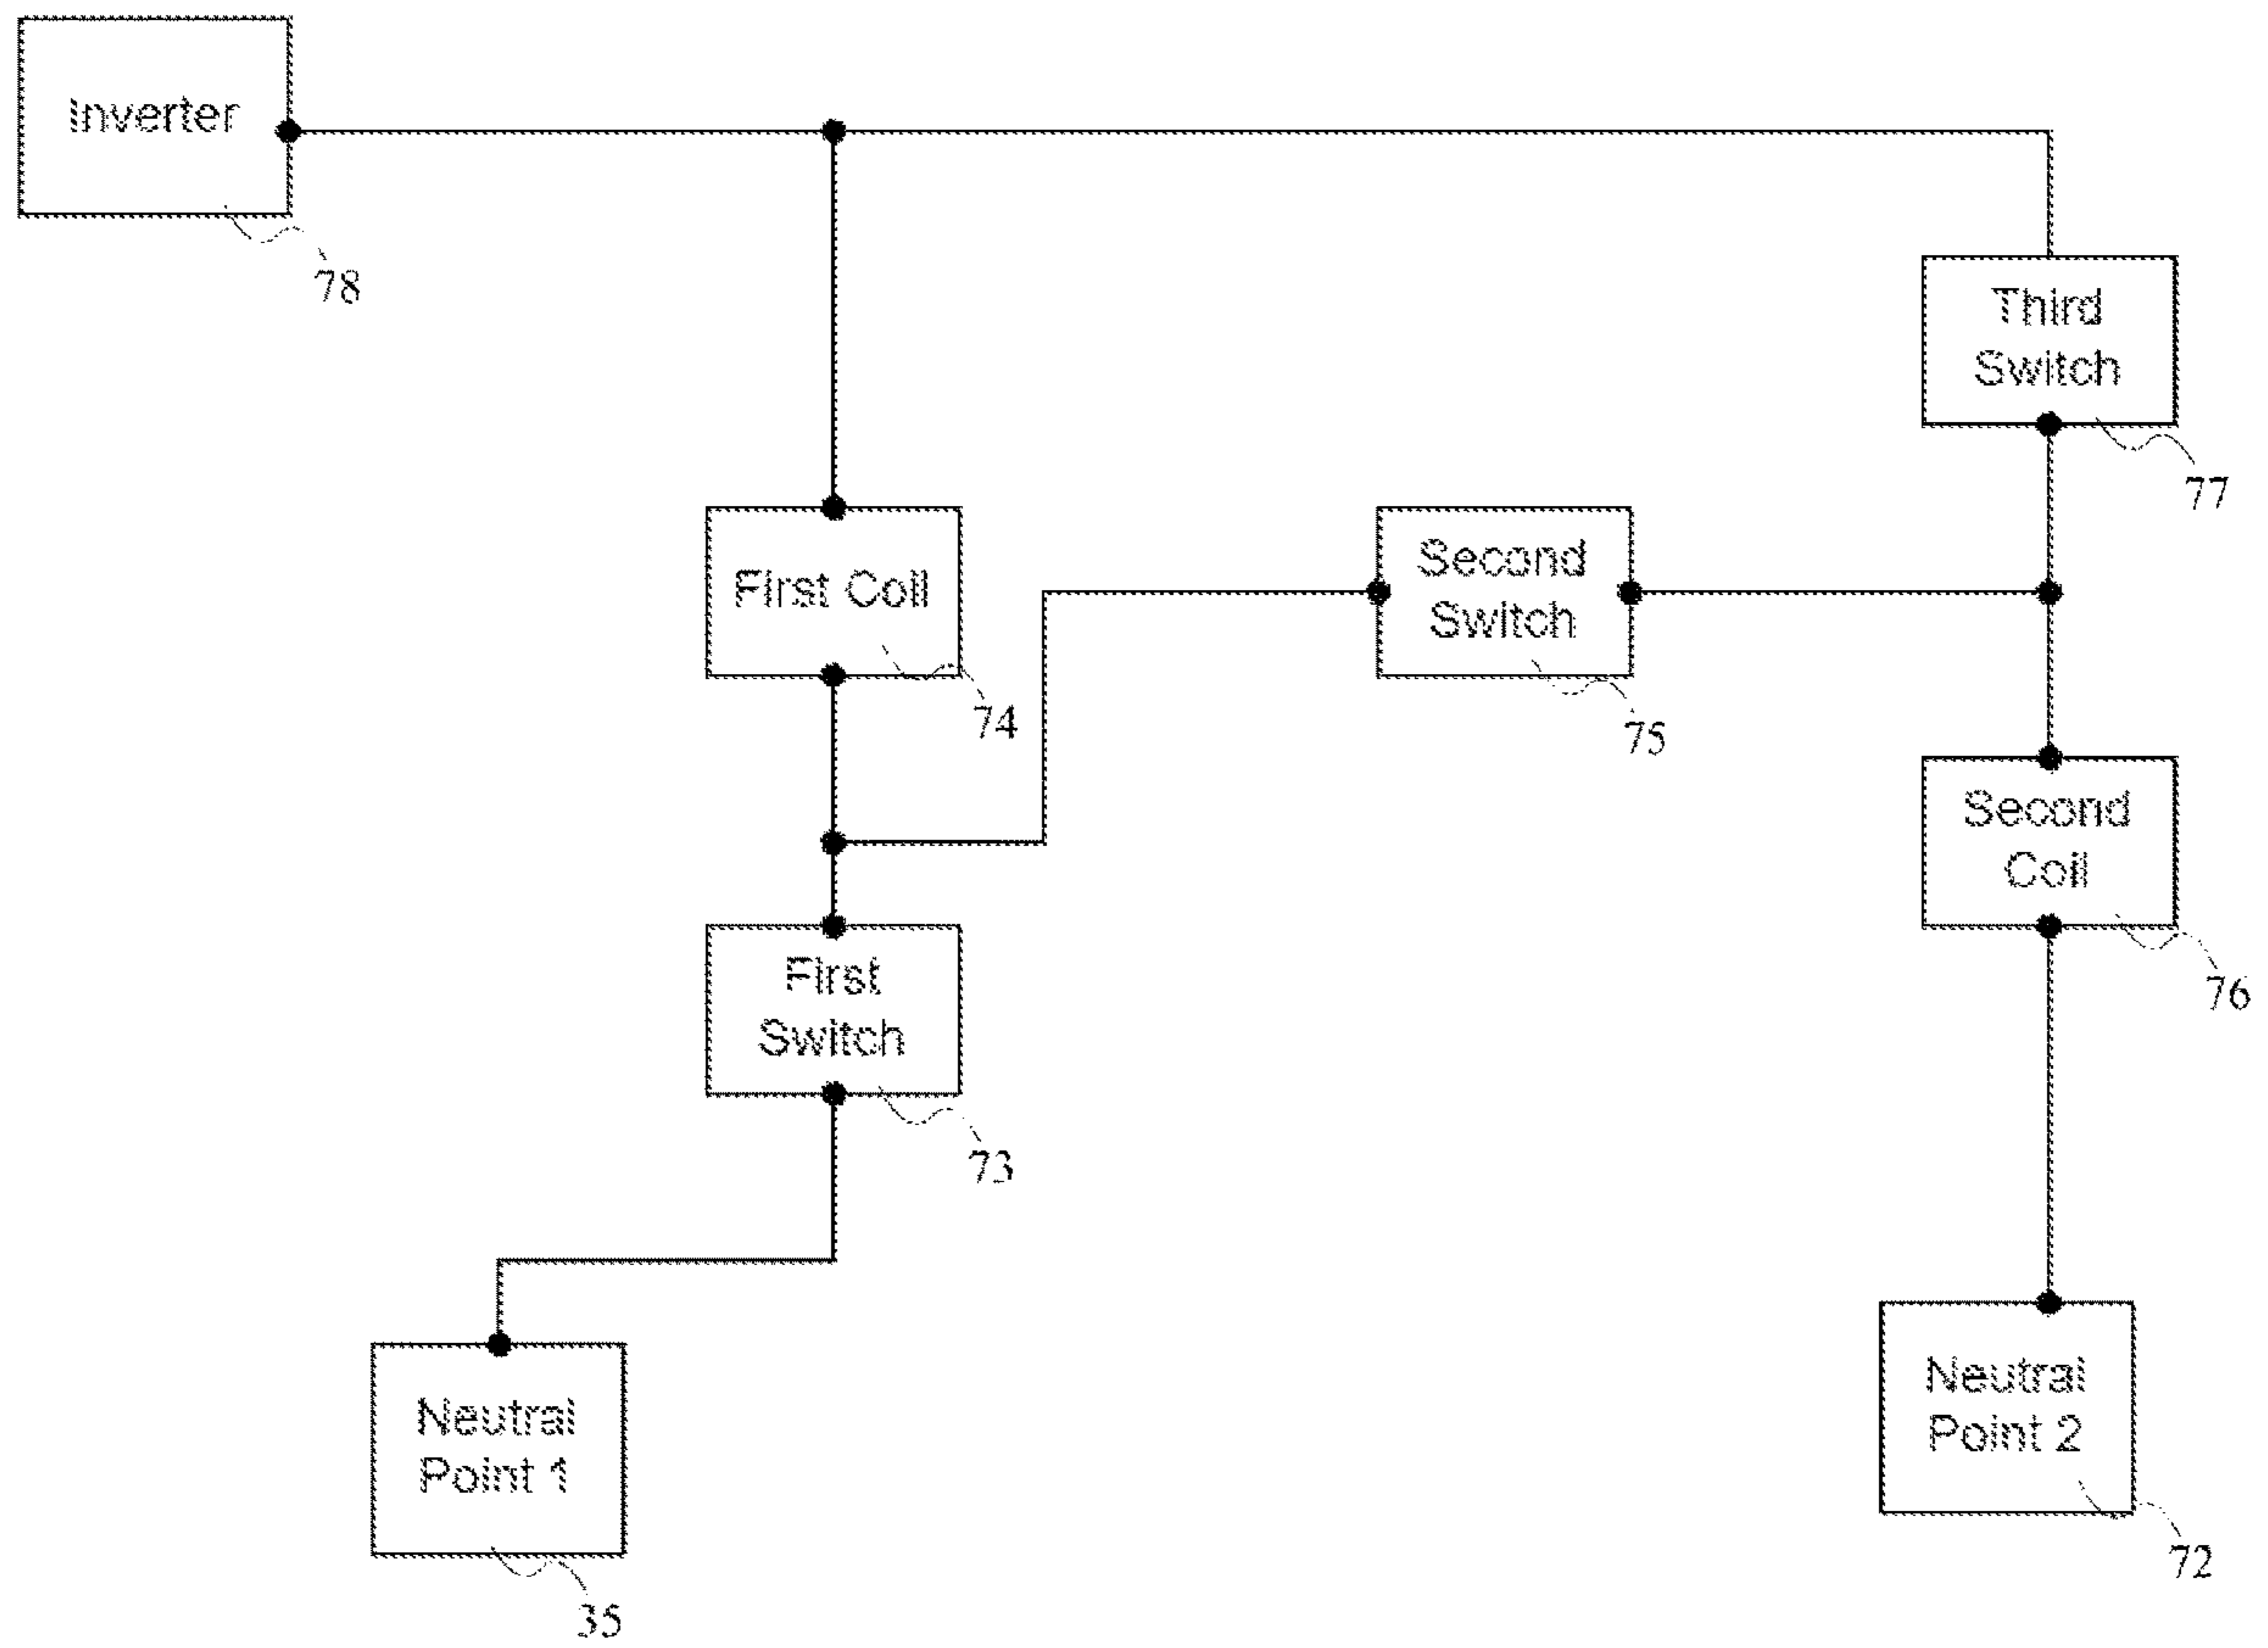 Inverter
78
Third
Switch
77
First Coil
74
Second
Switch
75
Second
Coil
76
First
Switch
73
Neutral
Point 1
35
Neutral
Point 2
72